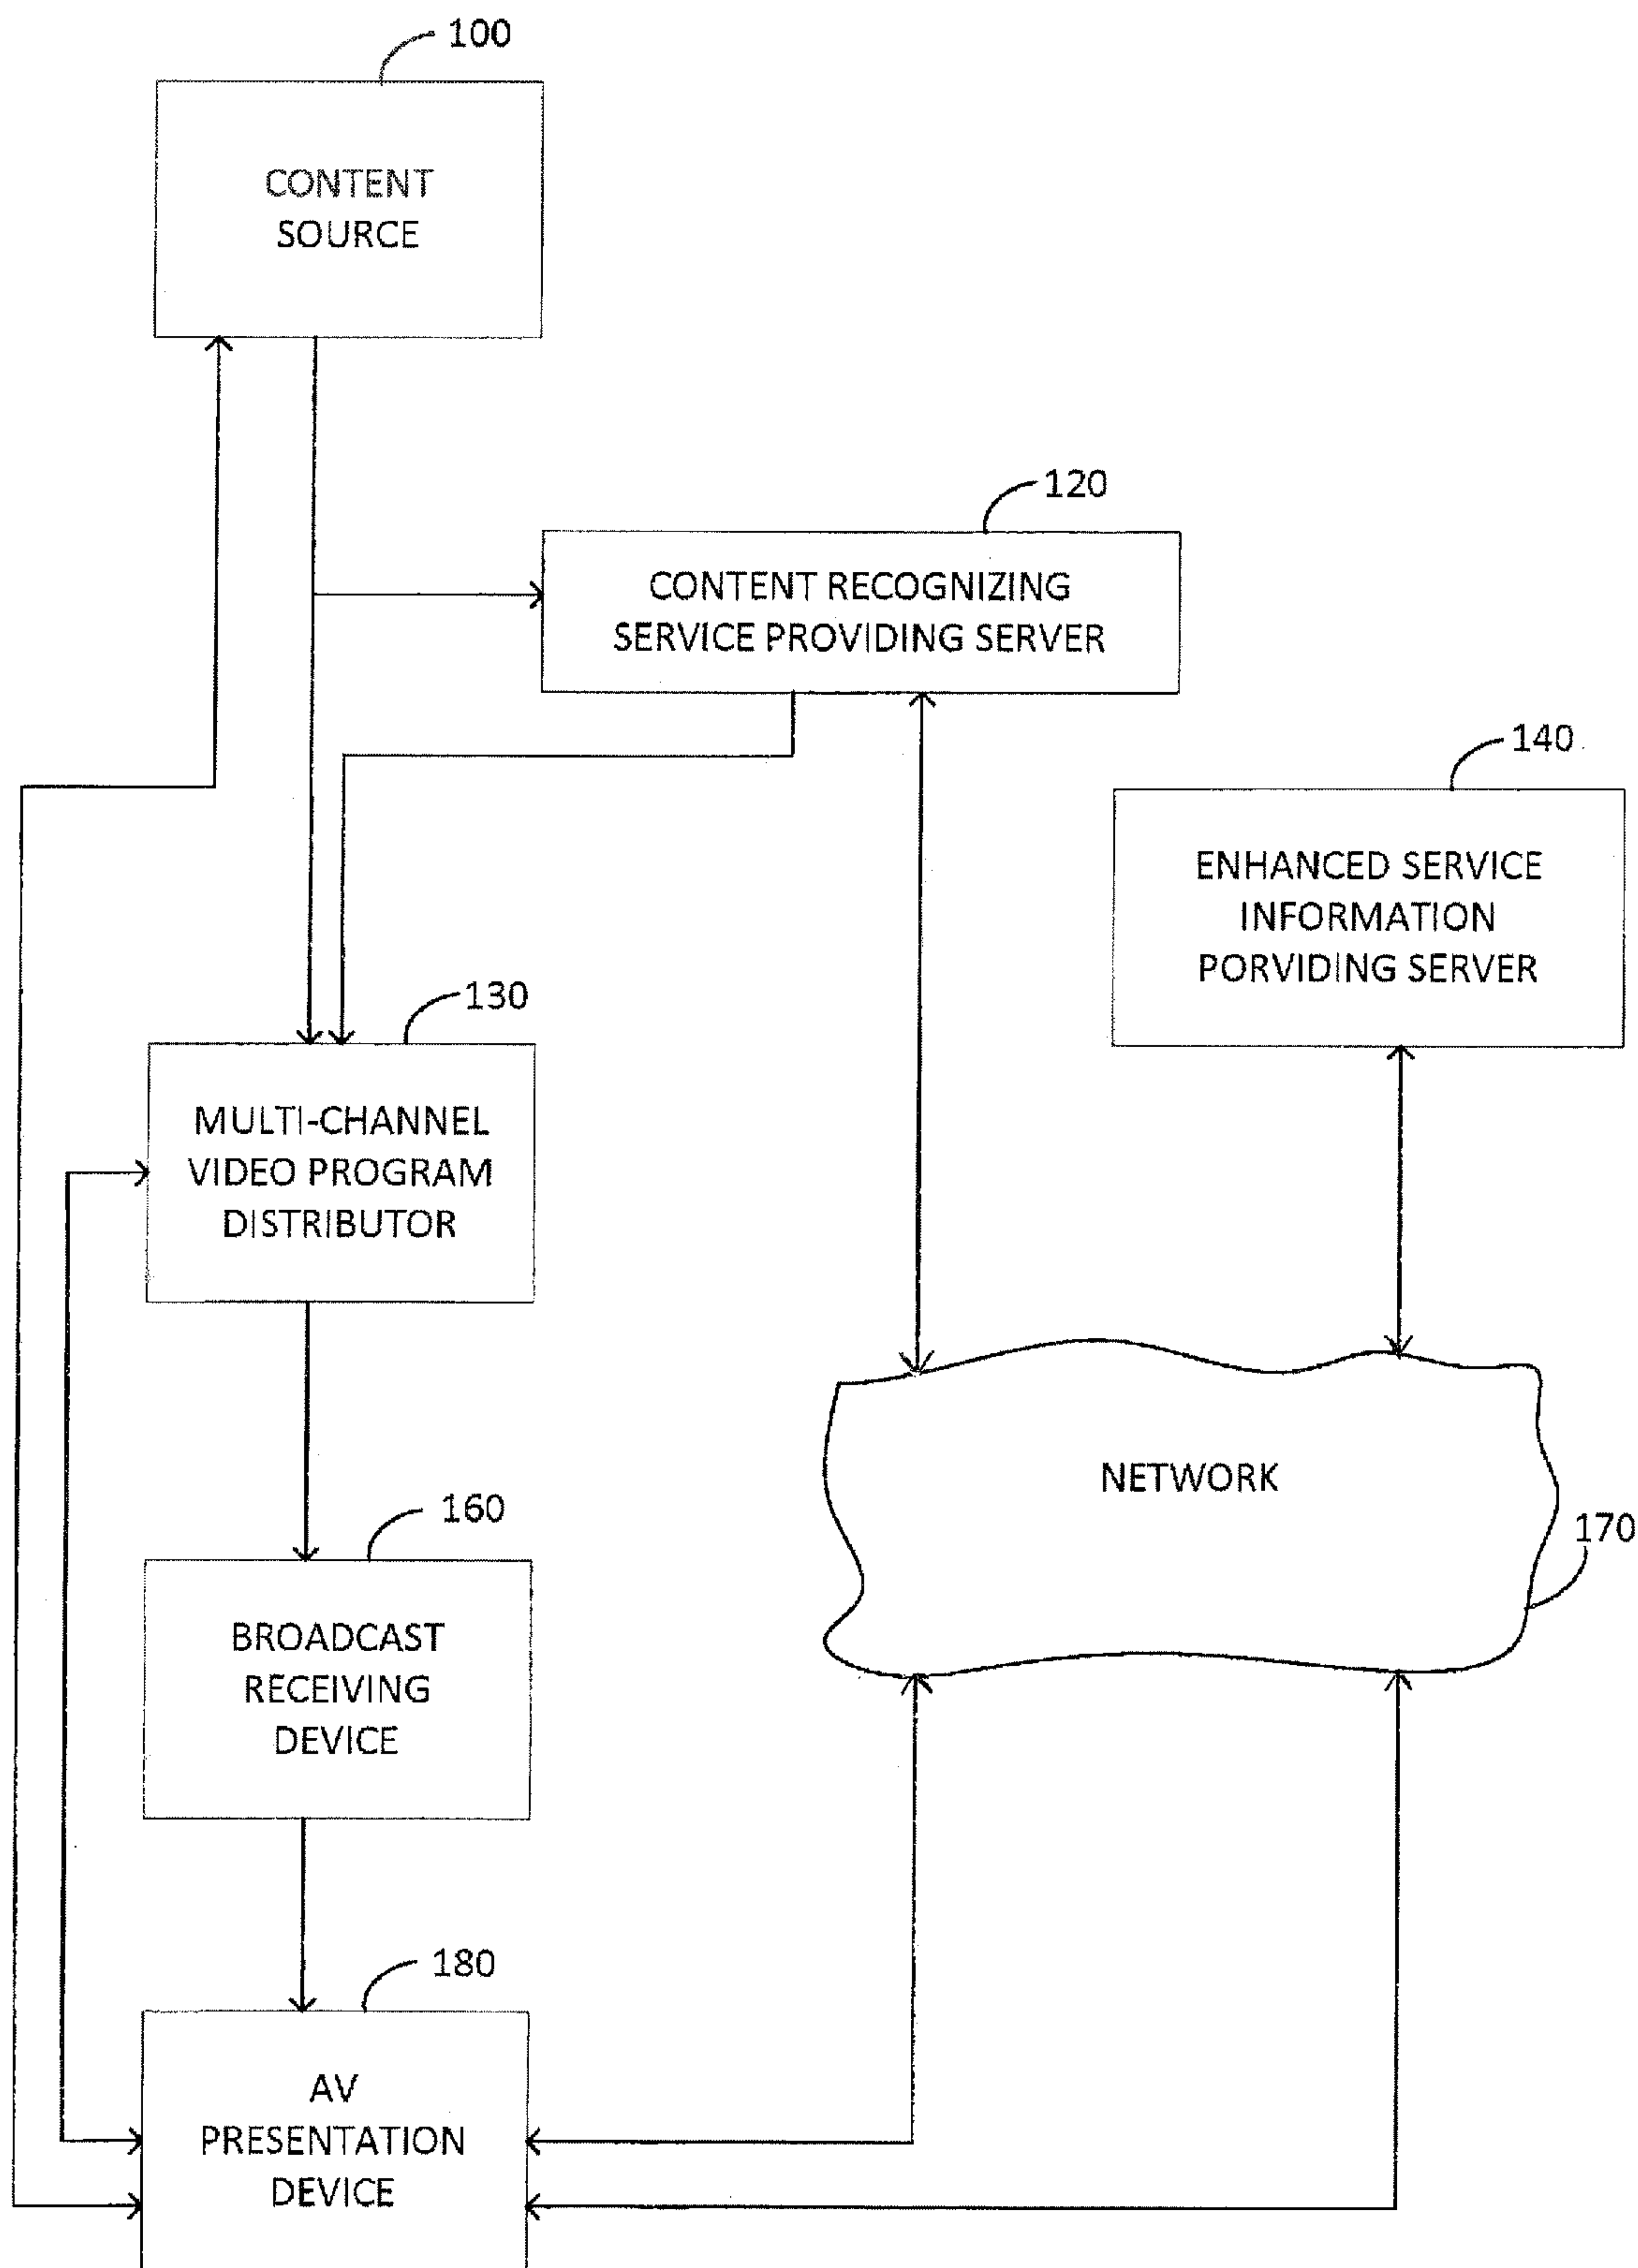 100
CONTENT
SOURCE
120
CONTENT RECOGNIZING
SERVICE PROVIDING SERVER
140
ENHANCED SERVICE
INFORMATION
PORVIDING SERVER
130
MULTI-CHANNEL
VIDEO PROGRAM
DISTRIBUTOR
NETWORK
170
160
BROADCAST
RECEIVING
DEVICE
180
AV
PRESENTATION
DEVICE